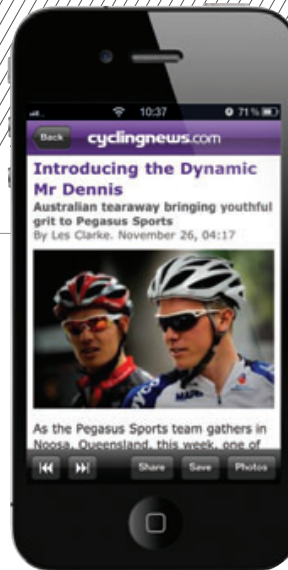 10:37 71%
Back cyclingnews.com
Introducing the Dynamic
Mr Dennis
Australian tearaway bringing youthful
grit to Pegasus Sports
By Les Clarke. November 26, 04:17
As the Pegasus Sports team gathers in
Noosa, Queensland, this week, one of
Share Save Photos